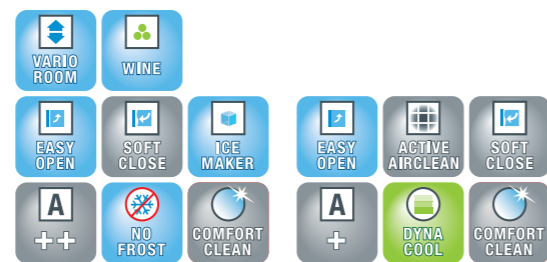 VARIO
ROOM
WINE
EASY
OPEN
SOFT
CLOSE
ICE
MAKER
EASY
OPEN
ACTIVE
AIRCLEAN
SOFT
CLOSE
A
++
NO
FROST
COMFORT
CLEAN
A
+
DYNA
COOL
COMFORT
CLEAN